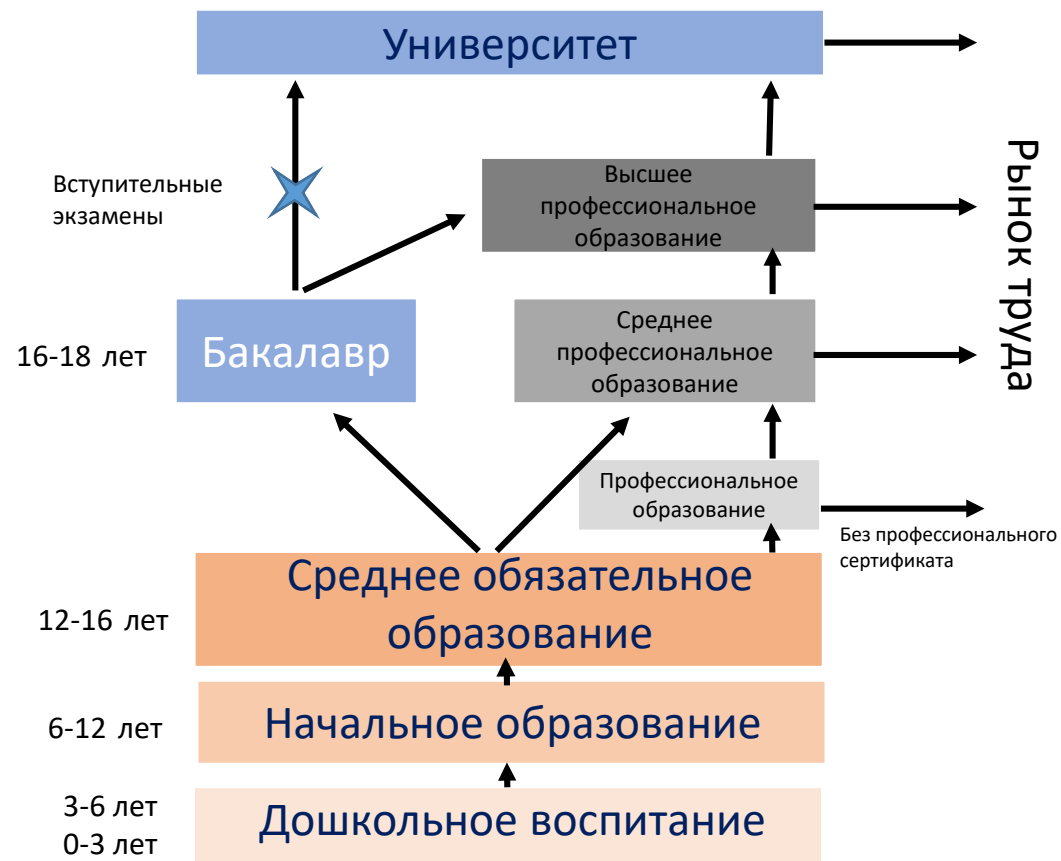 Университет
Вступительные
экзамены
Высшее
профессиональное
образование
Рынок труда
16-18 лет
Бакалавр
Среднее
профессиональное
образование
Профессиональное
образование
Без профессионального
сертификата
12-16 лет
Среднее обязательное
образование
6-12 лет
Начальное образование
3-6 лет
0-3 лет
Дошкольное воспитание